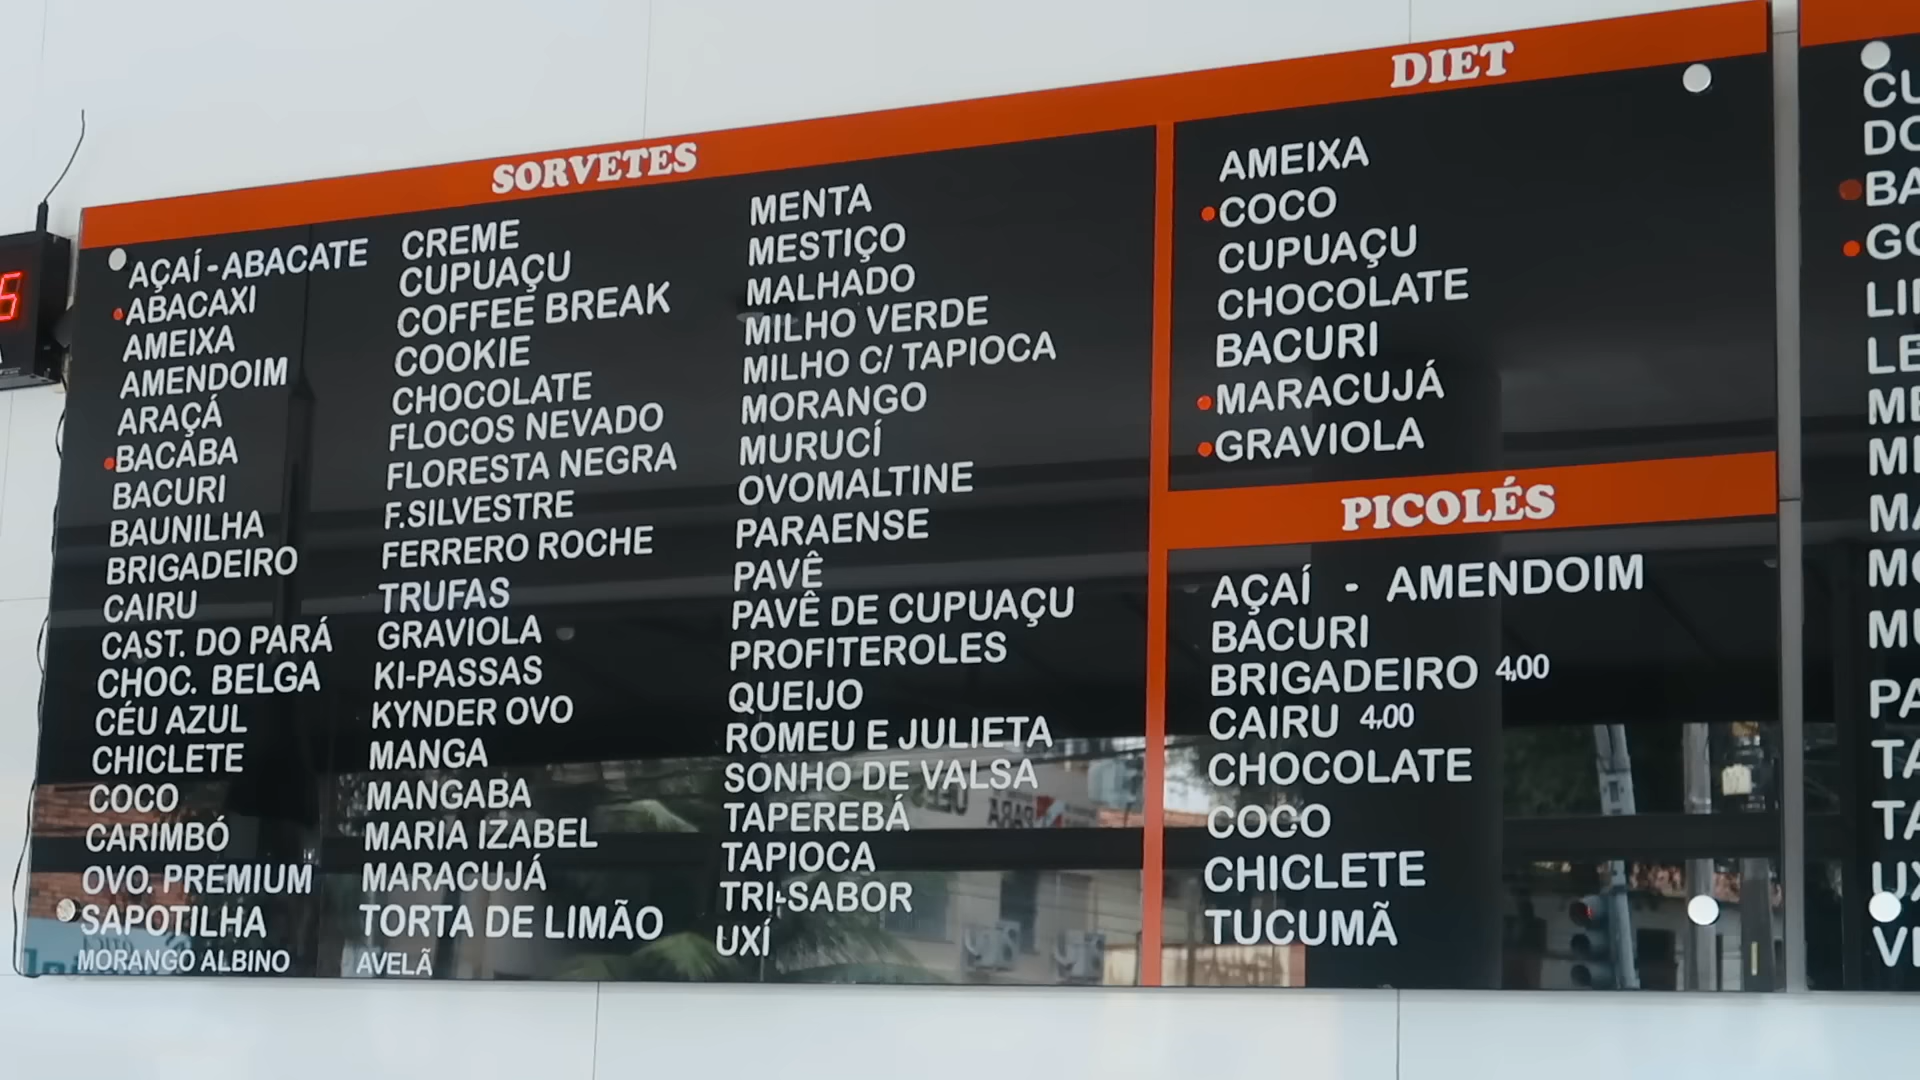 SORVETES
AÇAÍ - ABACATE
ABACAXI
AMEIXA
AMENDOIM
ARAÇÁ
BACABA
BACURI
BAUNILHA
BRIGADEIRO
CAIRU
CAST. DO PARÁ
CHOC. BELGA
CÉU AZUL
CHICLETE
COCO
CARIMBÓ
OVO. PREMIUM
SAPOTILHA
MORANGO ALBINO
CREME
CUPUAÇU
COFFEE BREAK
COOKIE
CHOCOLATE
FLOCOS NEVADO
FLORESTA NEGRA
F.SILVESTRE
FERRERO ROCHE
TRUFAS
GRAVIOLA
KI-PASSAS
KYNDER OVO
MANGA
MANGABA
MARIA IZABEL
MARACUJÁ
TORTA DE LIMÃO
AVELÃ
MENTA
MESTIÇO
MALHADO
MILHO VERDE
MILHO C/ TAPIOCA
MORANGO
MURUCÍ
OVOMALTINE
PARAENSE
PAVÊ
PAVÊ DE CUPUAÇU
PROFITEROLES
QUEIJO
ROMEU E JULIETA
SONHO DE VALSA
TAPEREBÁ
TAPIOCA
TRI-SABOR
UXÍ
DIET
AMEIXA
COCO
CUPUAÇU
CHOCOLATE
BACURI
MARACUJÁ
GRAVIOLA
PICOLÉS
AÇAÍ - AMENDOIM
BACURI
BRIGADEIRO 4,00
CAIRU 4,00
CHOCOLATE
COCO
CHICLETE
TUCUMÃ